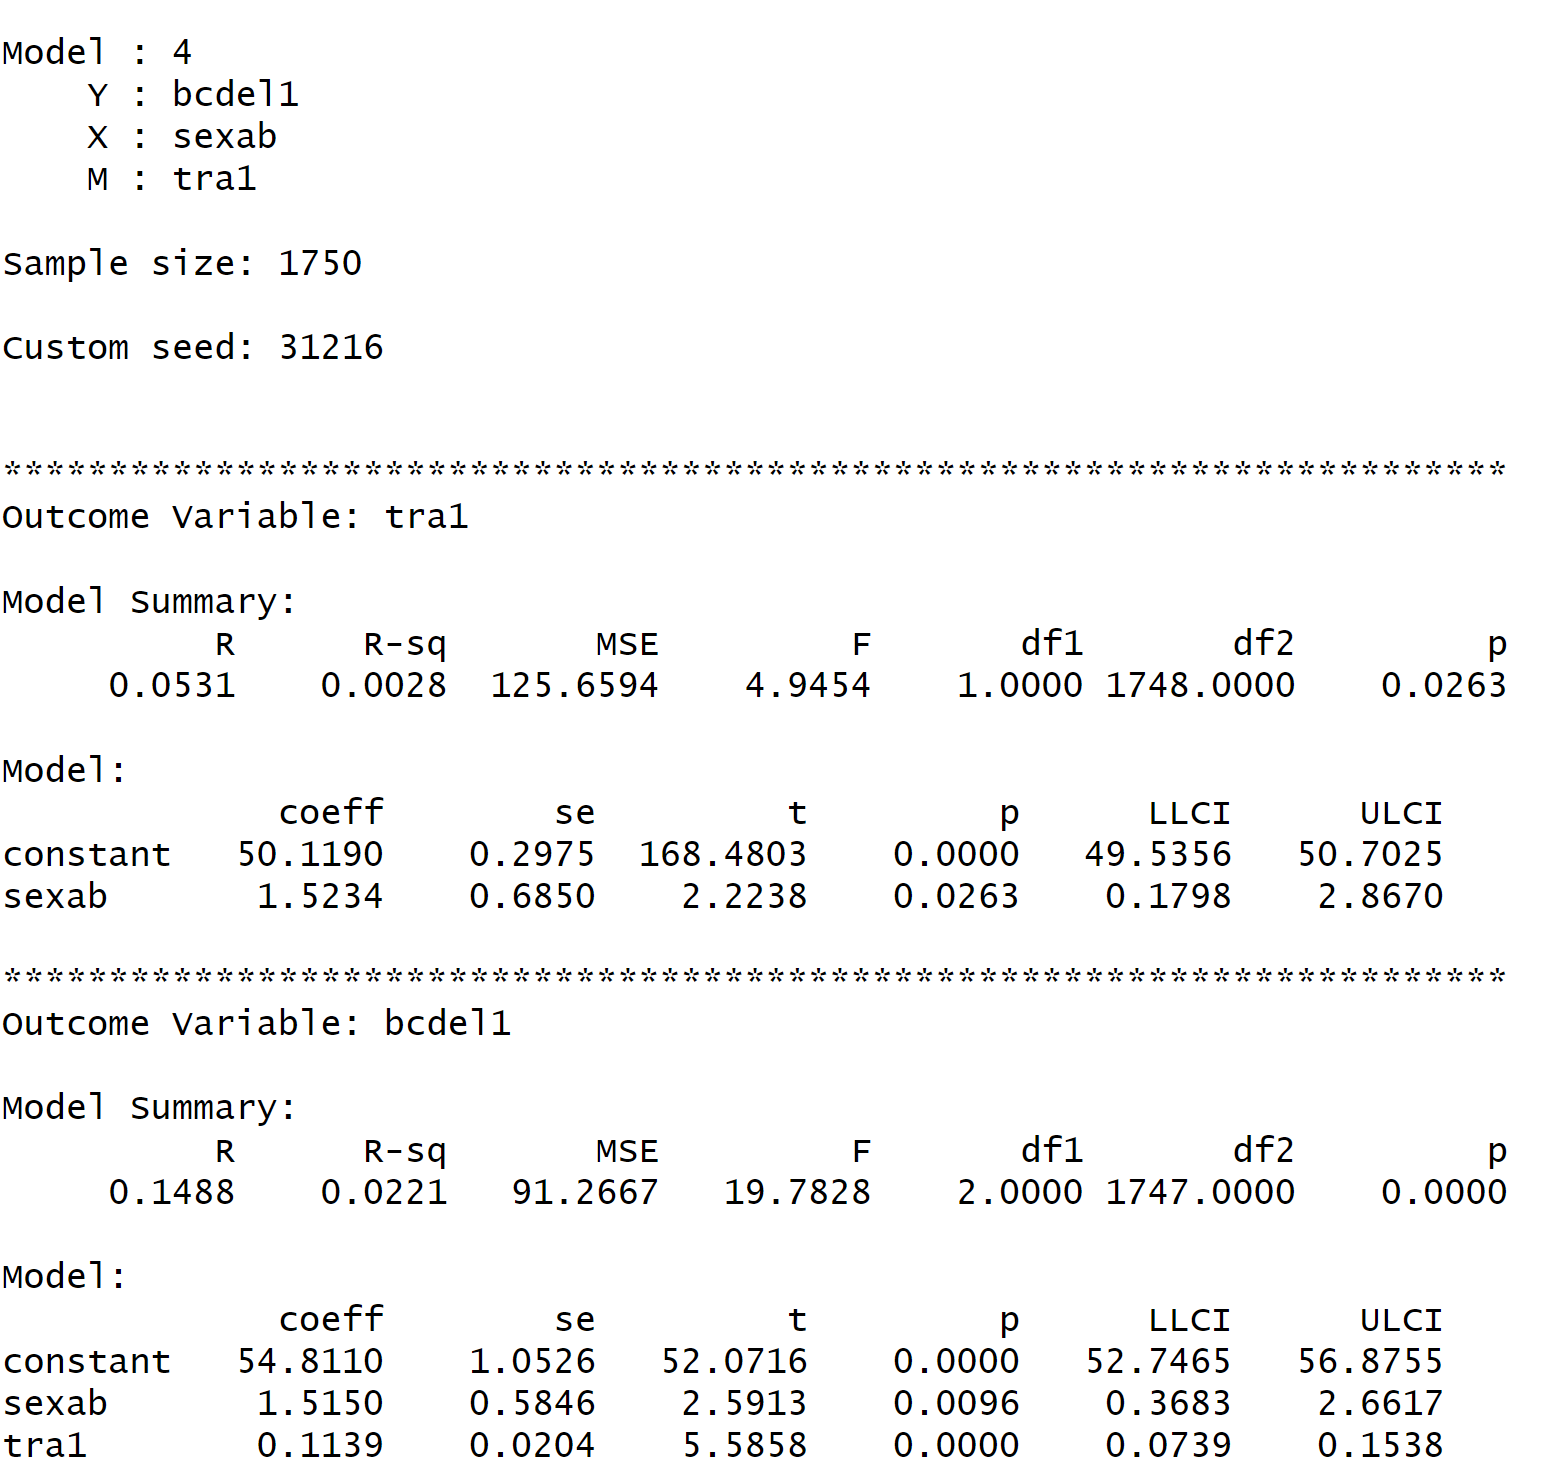 Model : 4
    Y : bcdel1
    X : sexab
    M : tra1

Sample size: 1750

Custom seed: 31216


***********************************************************************
Outcome Variable: tra1

Model Summary:
          R      R-sq       MSE         F       df1       df2         p
     0.0531    0.0028  125.6594    4.9454    1.0000 1748.0000    0.0263

Model:
             coeff        se         t         p      LLCI      ULCI
constant   50.1190    0.2975  168.4803    0.0000   49.5356   50.7025
sexab       1.5234    0.6850    2.2238    0.0263    0.1798    2.8670

***********************************************************************
Outcome Variable: bcdel1

Model Summary:
          R      R-sq       MSE         F       df1       df2         p
     0.1488    0.0221   91.2667   19.7828    2.0000 1747.0000    0.0000

Model:
             coeff        se         t         p      LLCI      ULCI
constant   54.8110    1.0526   52.0716    0.0000   52.7465   56.8755
sexab       1.5150    0.5846    2.5913    0.0096    0.3683    2.6617
tra1        0.1139    0.0204    5.5858    0.0000    0.0739    0.1538